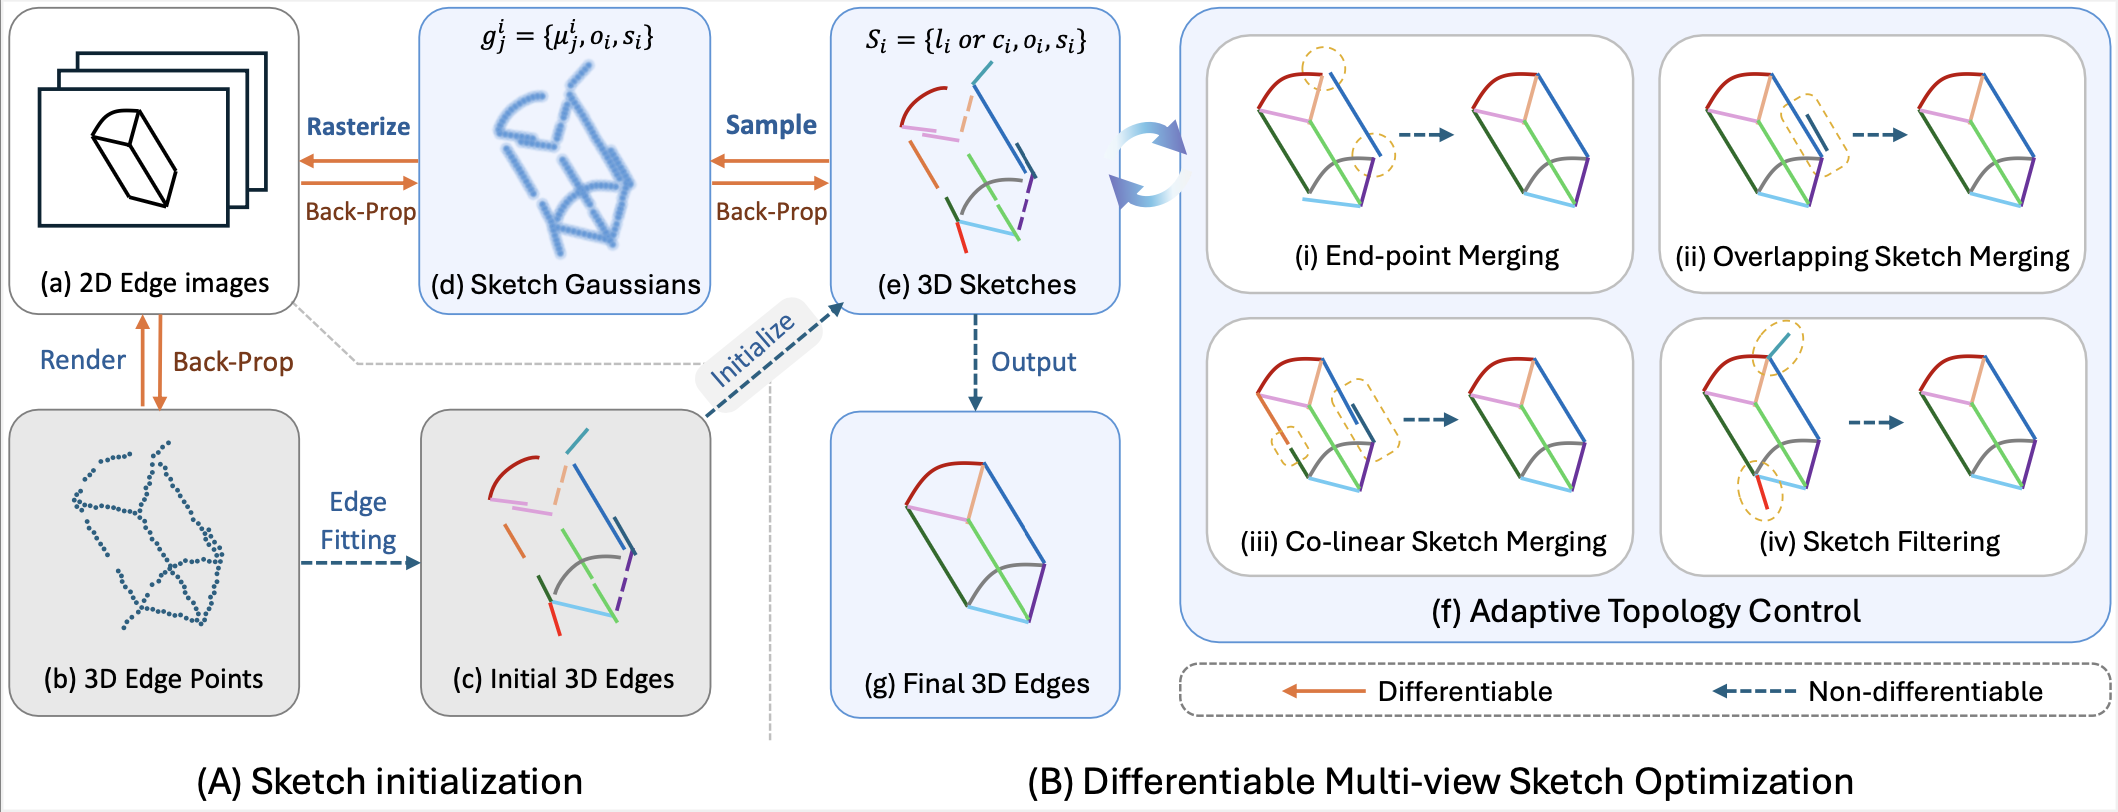 (a) 2D Edge images
Rasterize
Back-Prop
g^i_j = {μ^i_j, o_i, s_i}
(d) Sketch Gaussians
Sample
Back-Prop
S_i = {l_i or c_i, o_i, s_i}
(e) 3D Sketches
Render
Back-Prop
Initialize
Output
(b) 3D Edge Points
Edge
Fitting
(c) Initial 3D Edges
(g) Final 3D Edges
(i) End-point Merging
(ii) Overlapping Sketch Merging
(iii) Co-linear Sketch Merging
(iv) Sketch Filtering
(f) Adaptive Topology Control
Differentiable
Non-differentiable
(A) Sketch initialization
(B) Differentiable Multi-view Sketch Optimization